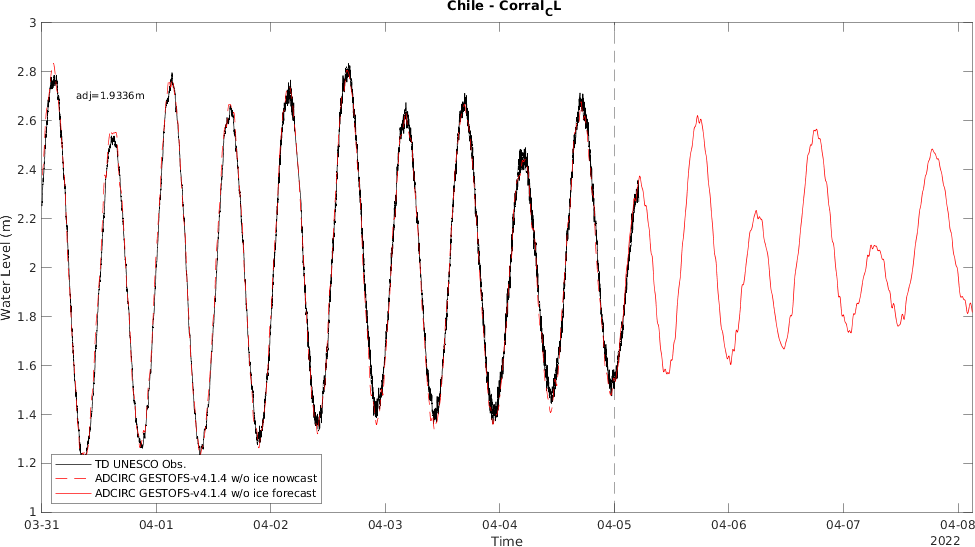 Chile - Corral_CL
3
2.8
adj=1.9336m
2.6
2.4
2.2
2
1.8
1.6
1.4
1.2
1
Water Level (m)
TD UNESCO Obs.
ADCIRC GESTOFS-v4.1.4 w/o ice nowcast
ADCIRC GESTOFS-v4.1.4 w/o ice forecast
03-31 04-01 04-02 04-03 04-04 04-05 04-06 04-07 04-08
Time
2022